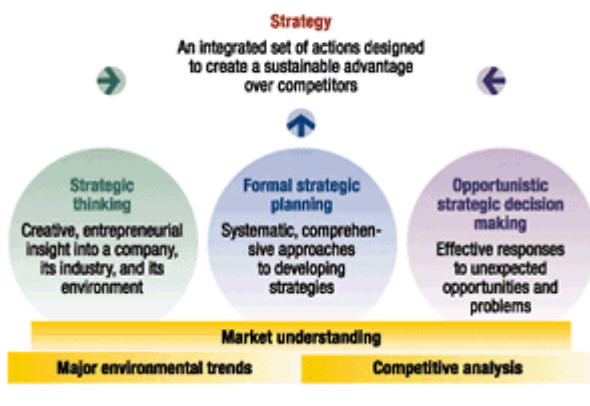 Strategy
An integrated set of actions designed
to create a sustainable advantage
over competitors
Strategic
thinking
Creative, entrepreneurial
insight into a company,
its industry, and its
environment
Formal strategic
planning
Systematic, comprehen-
sive approaches
to developing
strategies
Opportunistic
strategic decision
making
Effective responses
to unexpected
opportunities and
problems
Market understanding
Major environmental trends
Competitive analysis